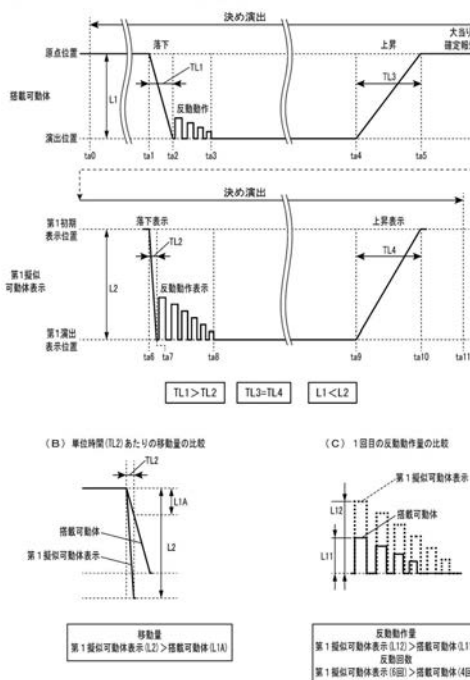 決め演出
大当り
確定報
原点位置
落下
上昇
TL1
TL3
搭載可動体
L1
反動動作
演出位置
ta0
ta1
ta2
ta3
ta4
ta5
決め演出
第1初期
表示位置
落下表示
上昇表示
TL2
TL4
第1擬似
可動体表示
L2
反動動作表示
第1演出
表示位置
ta6
ta7
ta8
ta9
ta10
ta11
TL1>TL2
TL3=TL4
L1<L2
(B) 単位時間(TL2)あたりの移動量の比較
TL2
L1A
L2
搭載可動体
第1擬似可動体表示
移動量
第1擬似可動体表示(L2)>搭載可動体(L1A)
(C) 1回目の反動動作量の比較
第1擬似可動体表示
搭載可動体
L12
L11
反動動作量
第1擬似可動体表示(L12)>搭載可動体(L11
反動回数
第1擬似可動体表示(6回)>搭載可動体(4回